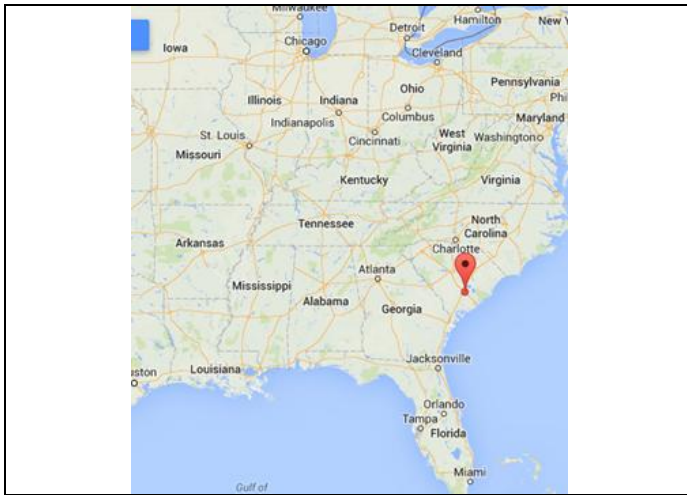 Milwaukee
Hamilton
New Y
Detroit
Chicago
Iowa
Cleveland
Pennsylvania
Ohio
Illinois
Indiana
Phi
Columbus
Maryland
Indianapolis
St. Louis
Cincinnati
West
Virginia
Washington
Missouri
Kentucky
Virginia
Tennessee
North
Carolina
Arkansas
Charlotte
Atlanta
Mississippi
Alabama
Georgia
Jacksonville
uston
Louisiana
Orlando
Tampa
Florida
Miami
Gulf of